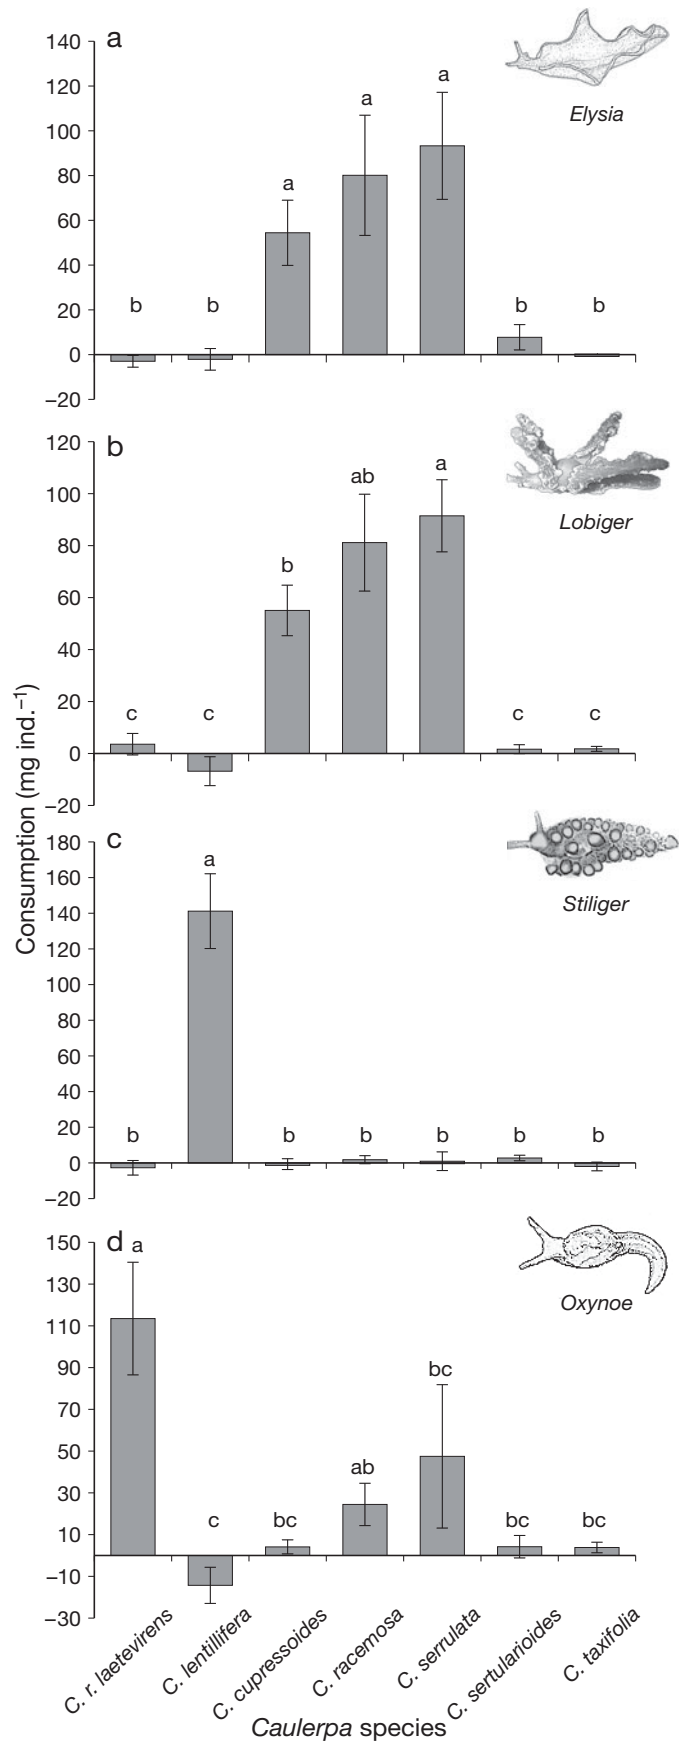 a
140
120
100
80
60
40
20
0
−20
a
a
a
b b b b
Elysia
b
120
100
80
60
40
20
0
−20
a
ab
b
c c c c
Lobiger
Consumption (mg ind.⁻¹)
c
180
160
140
120
100
80
60
40
20
0
−20
a
b b b b b b
Stiliger
d
150
130
110
90
70
50
30
10
−10
−30
a
bc
ab
c bc bc bc
Oxynoe
C. r. laetevirens
C. lentillifera
C. cupressoides
C. racemosa
C. serrulata
C. sertularioides
C. taxifolia
Caulerpa species